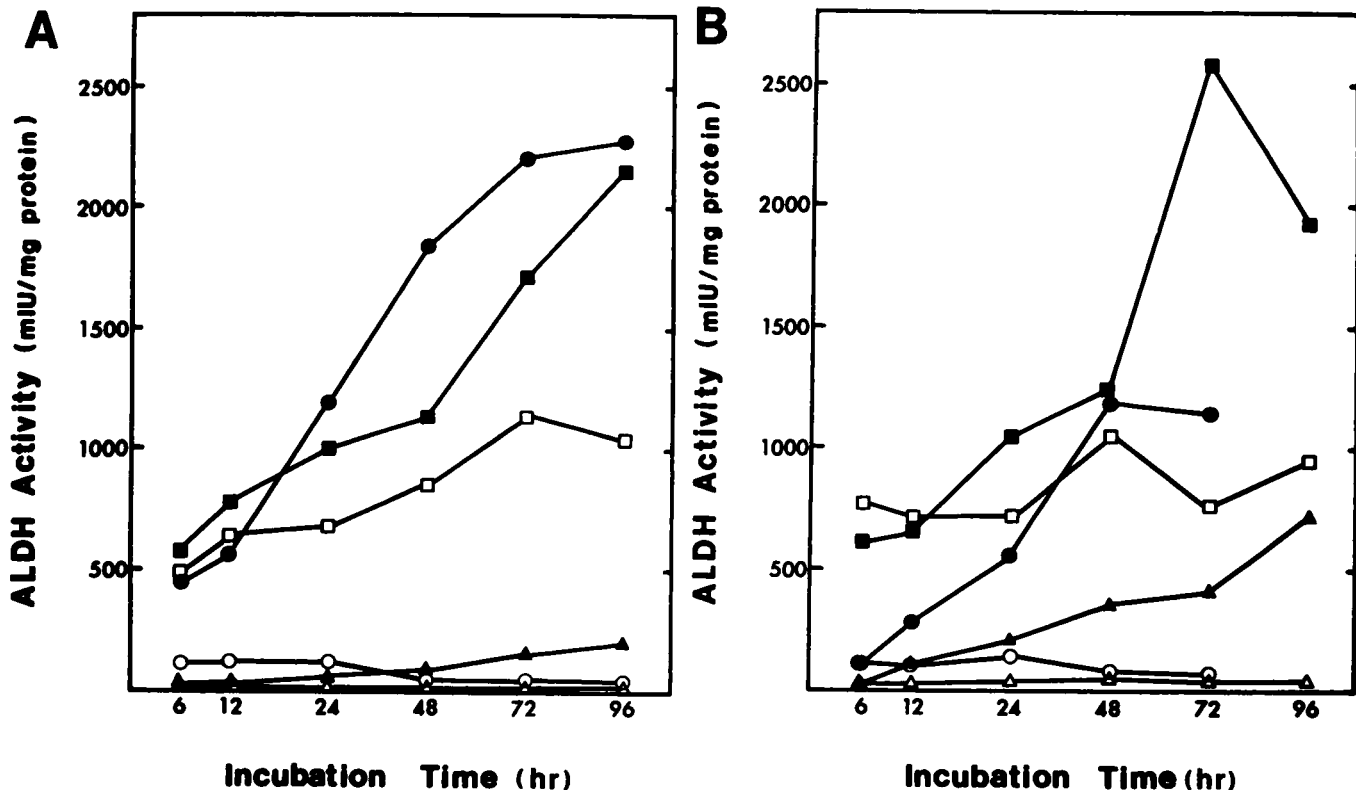 A
ALDH Activity (mIU/mg protein)
2500
2000
1500
1000
500
6 12 24 48 72 96
Incubation Time (hr)
B
ALDH Activity (mIU/mg protein)
2500
2000
1500
1000
500
6 12 24 48 72 96
Incubation Time (hr)